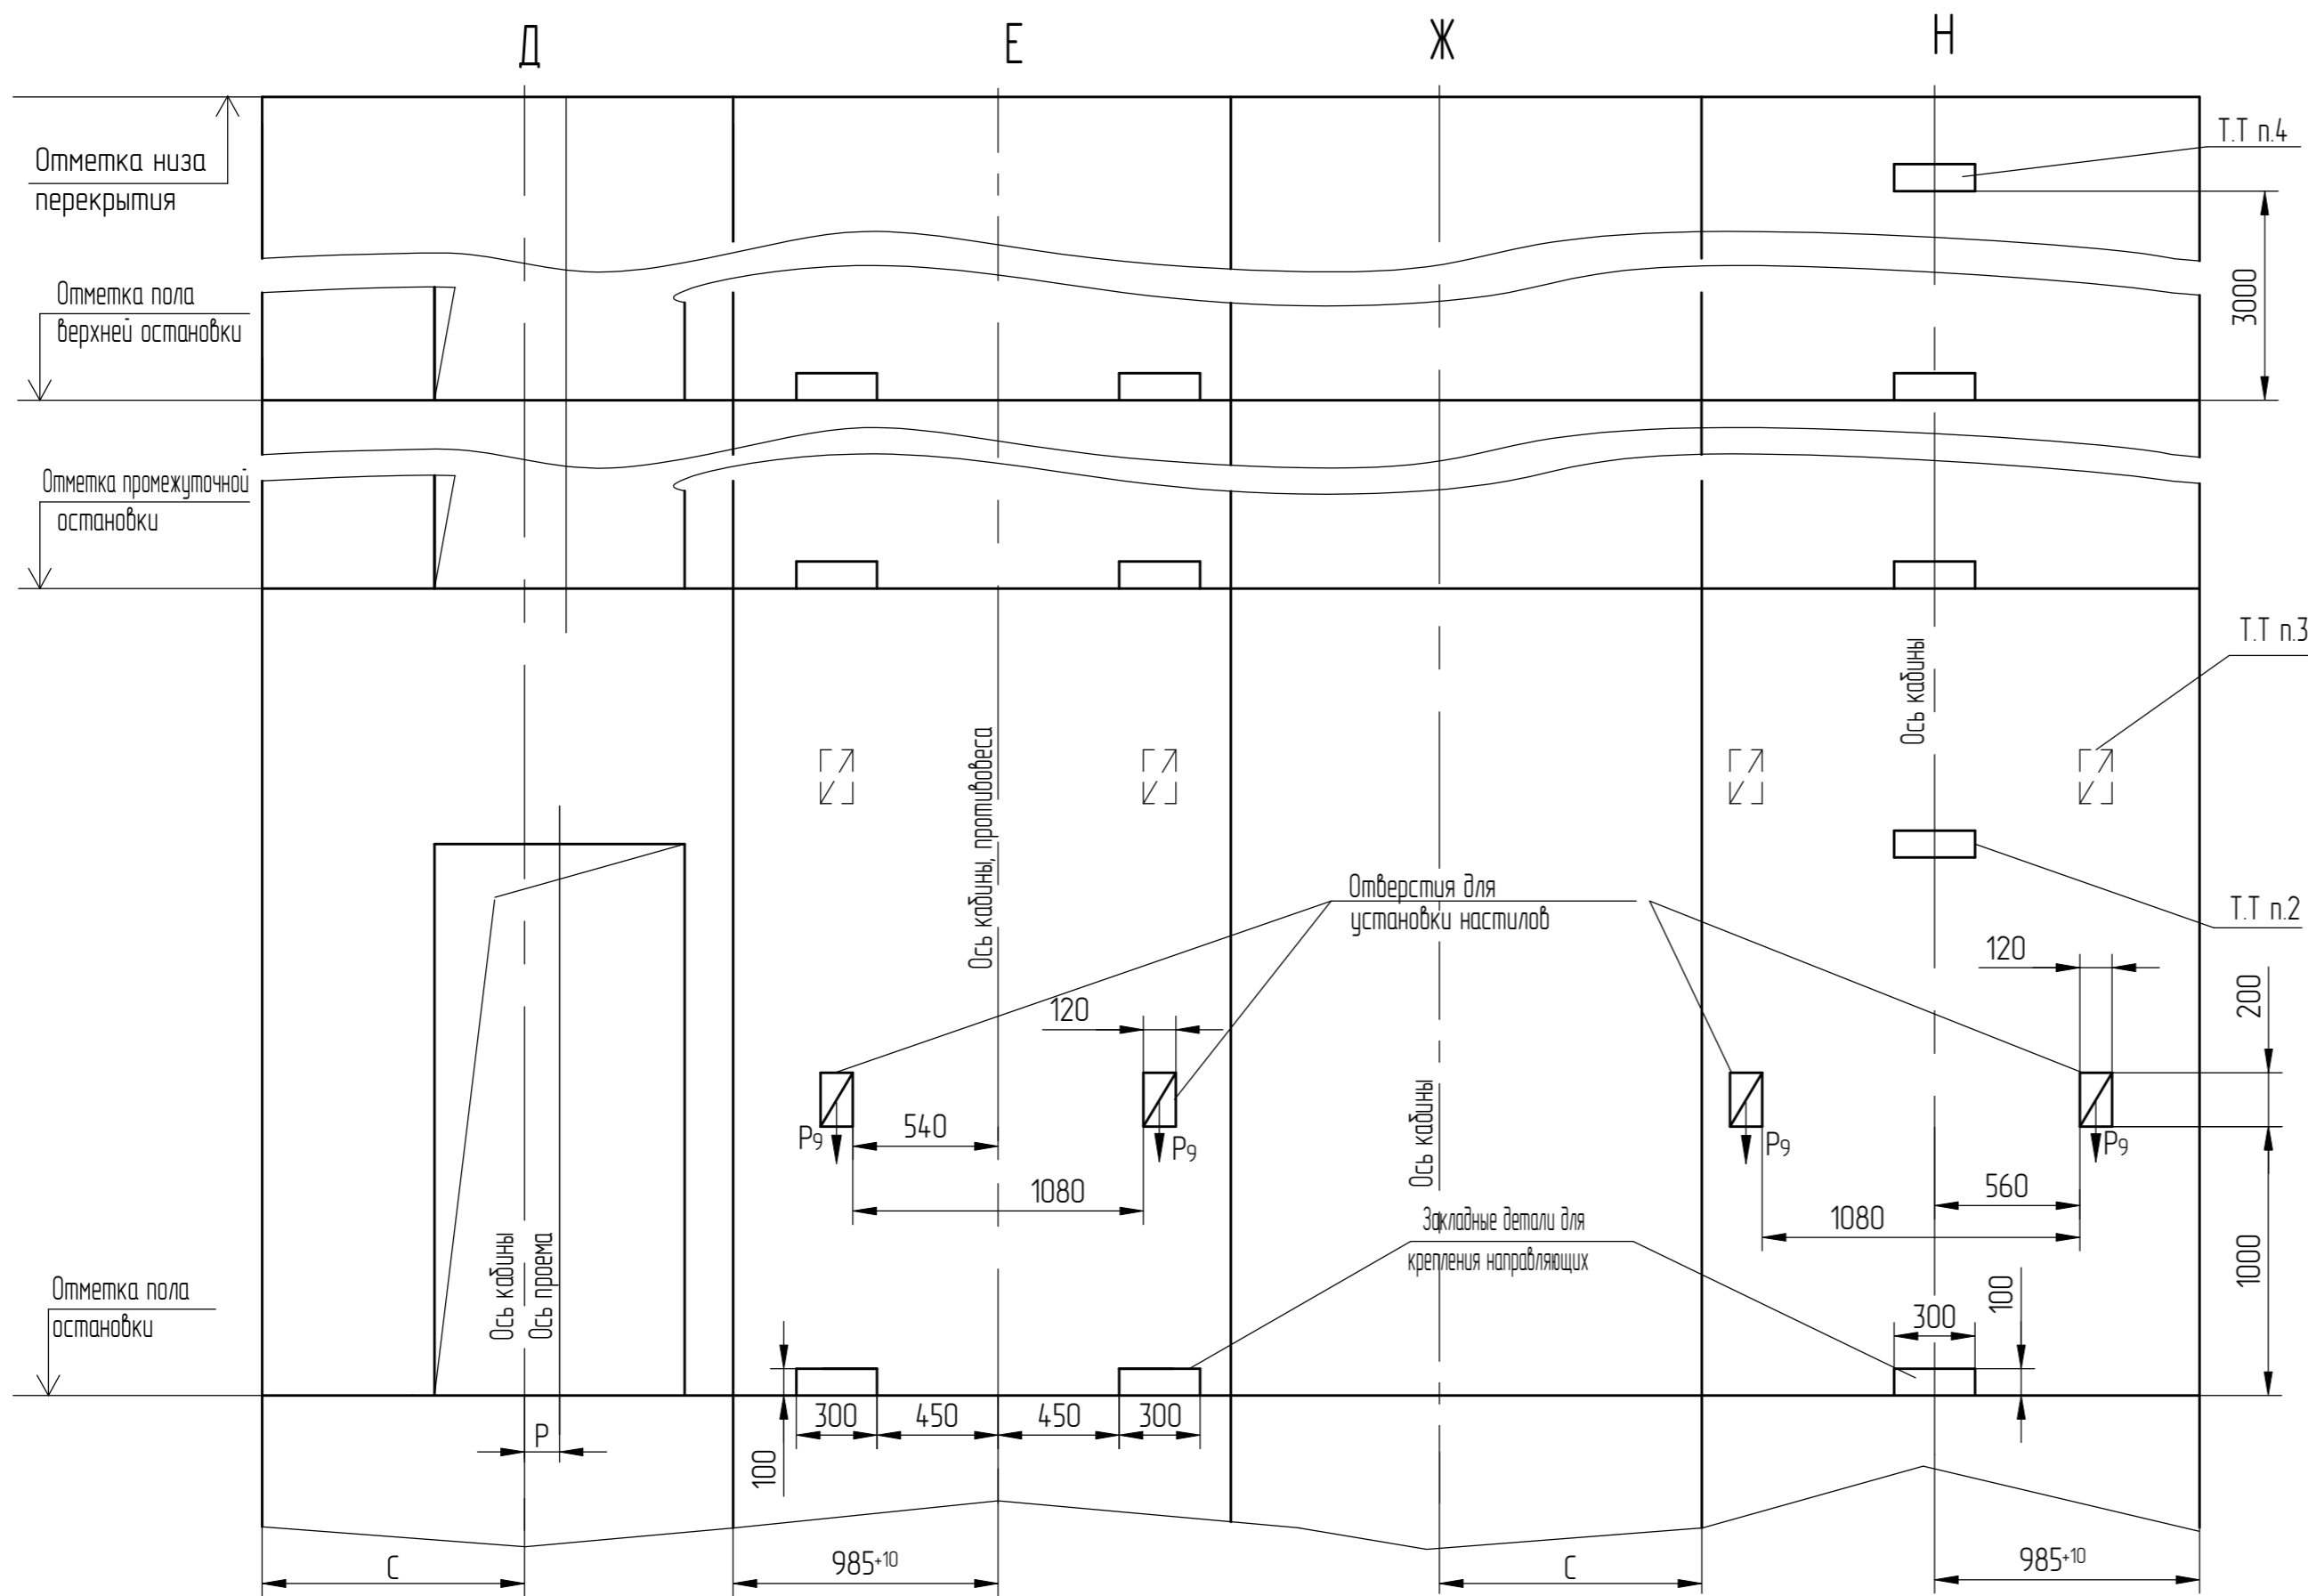 Д Е Ж Н
Т.Т п.4
Отметка низа
перекрытия
Отметка пола
верхней остановки
3000
Отметка промежуточной
остановки
Т.Т п.3
Ось кабины
Ось кабины, противовеса
Отверстия для
установки настилов
Т.Т п.2
120
200
120
Ось кабины
Р9
540
Р9
Р9
Р9
1080
560
1080
Закладные детали для
крепления направляющих
1000
Ось кабины
Ось проема
Отметка пола
остановки
100
300
300
450
450
300
Р
100
С
985+10
С
985+10